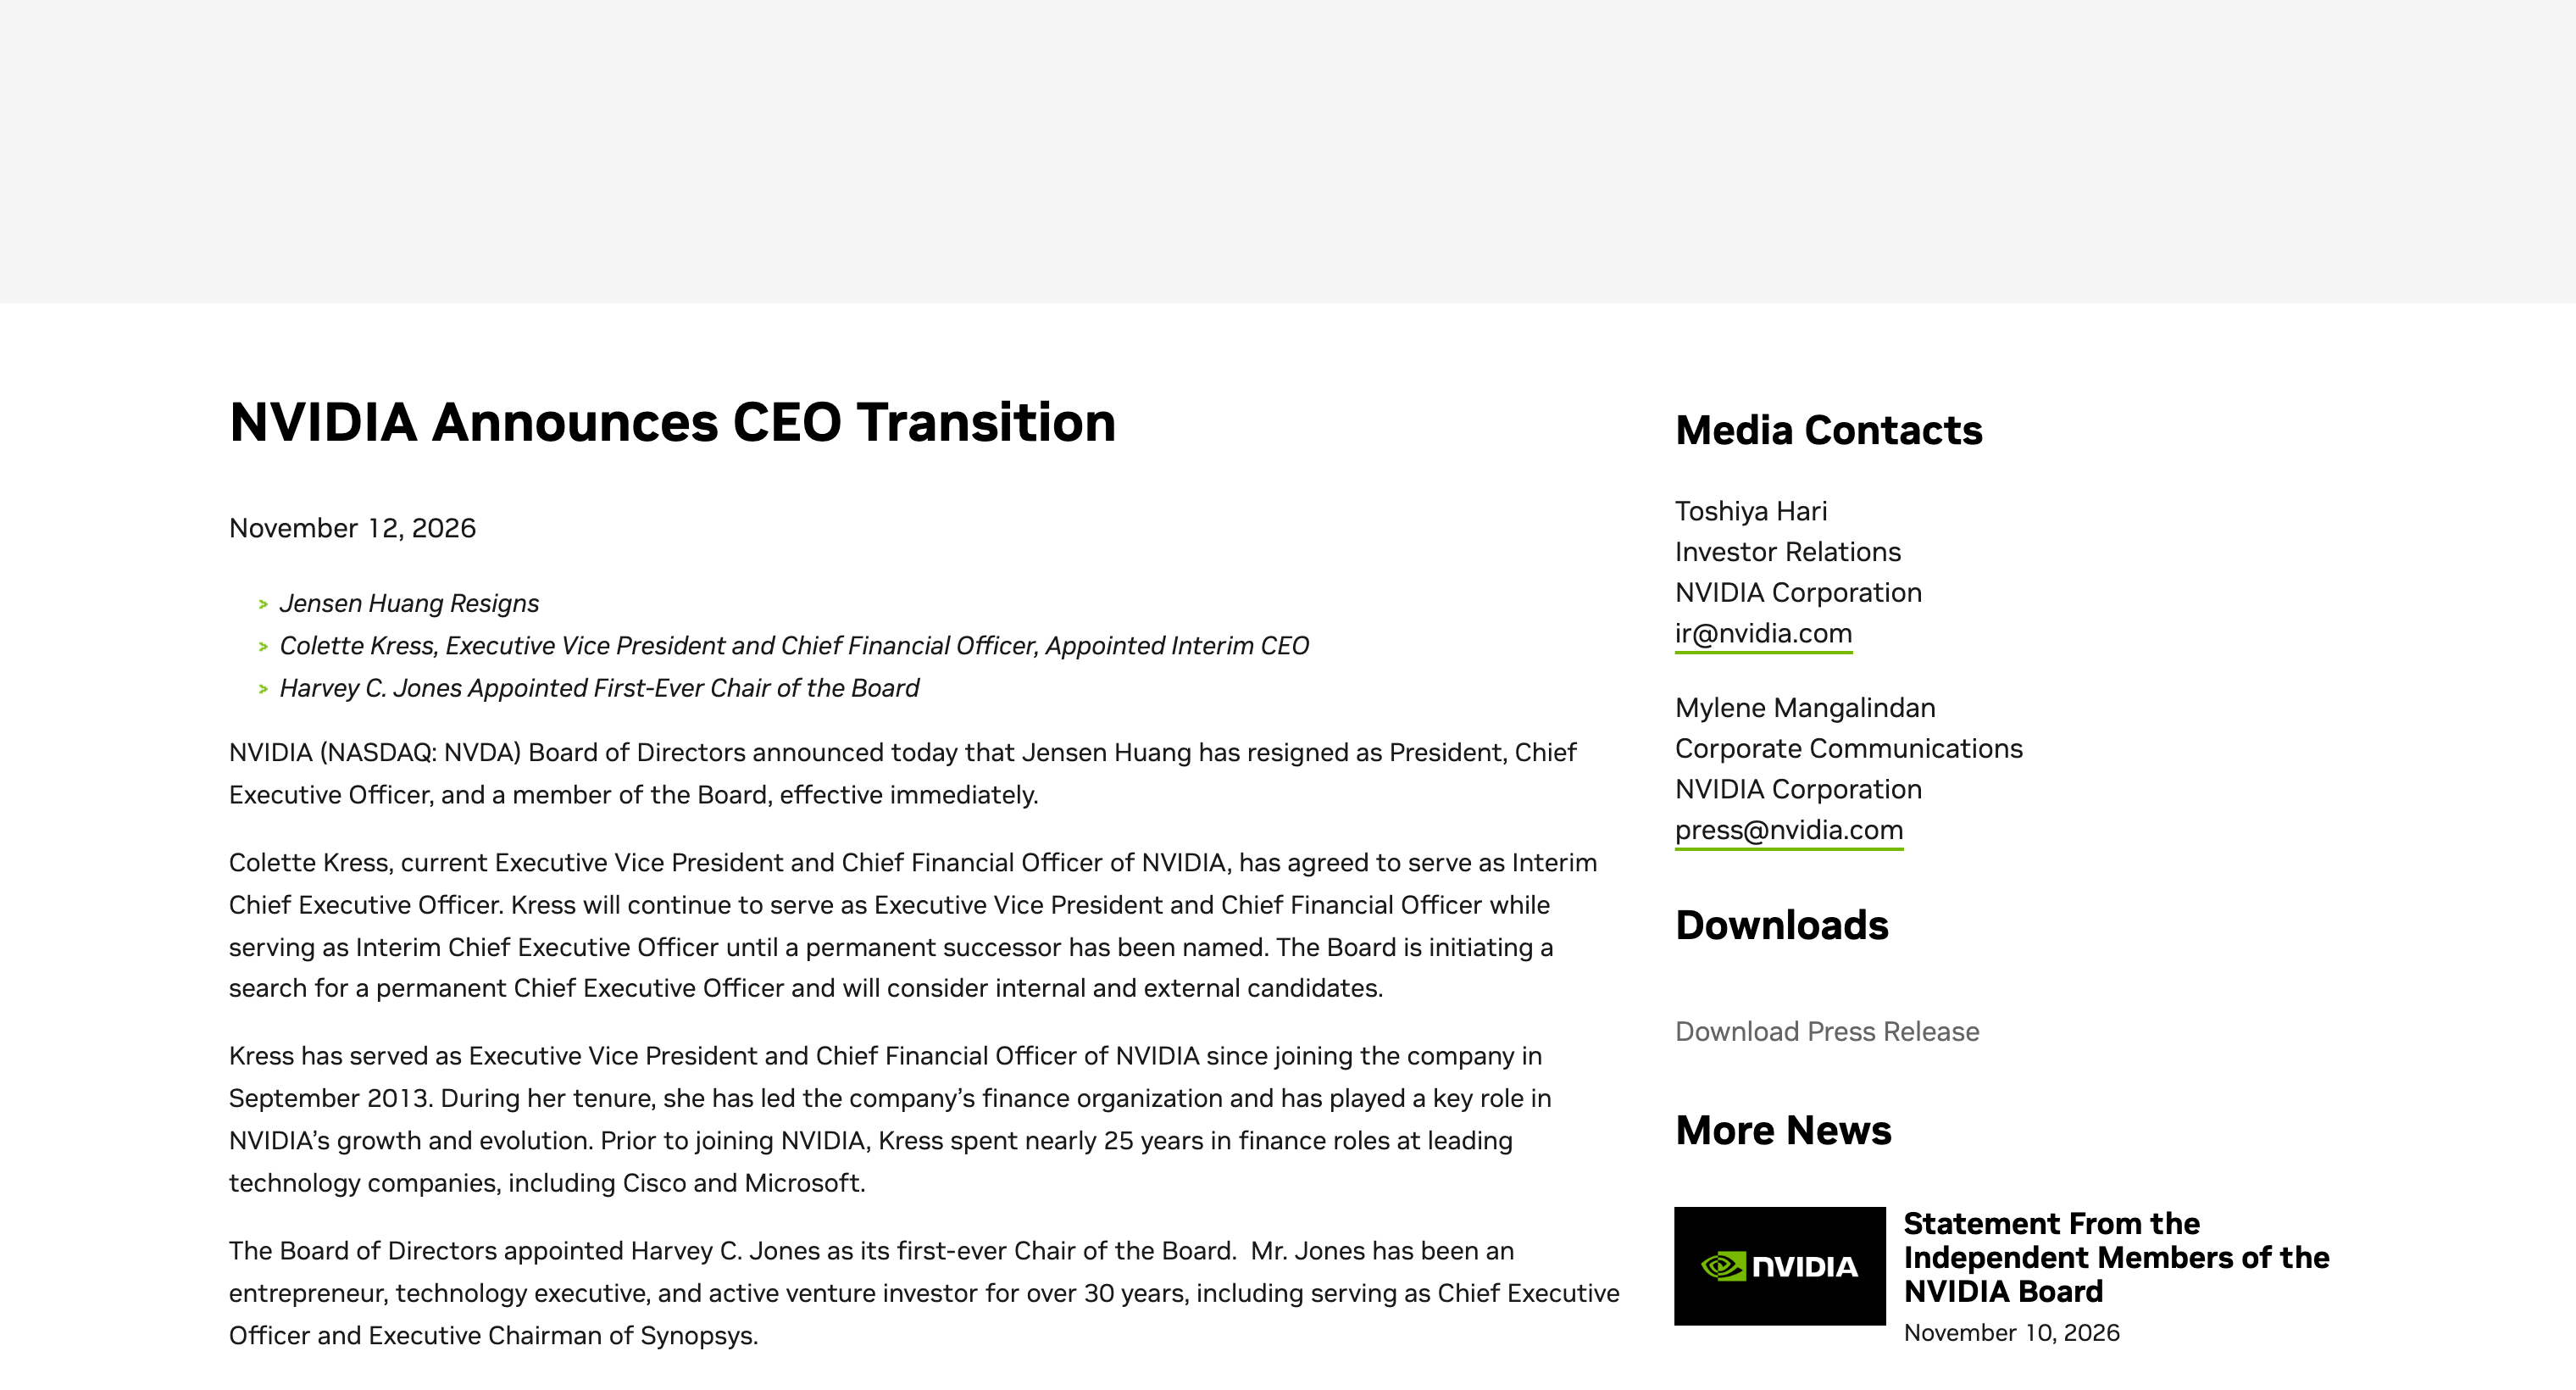 NVIDIA Announces CEO Transition
November 12, 2026
> Jensen Huang Resigns
> Colette Kress, Executive Vice President and Chief Financial Officer, Appointed Interim CEO
> Harvey C. Jones Appointed First-Ever Chair of the Board
NVIDIA (NASDAQ: NVDA) Board of Directors announced today that Jensen Huang has resigned as President, Chief
Executive Officer, and a member of the Board, effective immediately.
Colette Kress, current Executive Vice President and Chief Financial Officer of NVIDIA, has agreed to serve as Interim
Chief Executive Officer. Kress will continue to serve as Executive Vice President and Chief Financial Officer while
serving as Interim Chief Executive Officer until a permanent successor has been named. The Board is initiating a
search for a permanent Chief Executive Officer and will consider internal and external candidates.
Kress has served as Executive Vice President and Chief Financial Officer of NVIDIA since joining the company in
September 2013. During her tenure, she has led the company’s finance organization and has played a key role in
NVIDIA’s growth and evolution. Prior to joining NVIDIA, Kress spent nearly 25 years in finance roles at leading
technology companies, including Cisco and Microsoft.
The Board of Directors appointed Harvey C. Jones as its first-ever Chair of the Board.  Mr. Jones has been an
entrepreneur, technology executive, and active venture investor for over 30 years, including serving as Chief Executive
Officer and Executive Chairman of Synopsys.
Media Contacts
Toshiya Hari
Investor Relations
NVIDIA Corporation
ir@nvidia.com
Mylene Mangalindan
Corporate Communications
NVIDIA Corporation
press@nvidia.com
Downloads
Download Press Release
More News
NVIDIA
Statement From the
Independent Members of the
NVIDIA Board
November 10, 2026